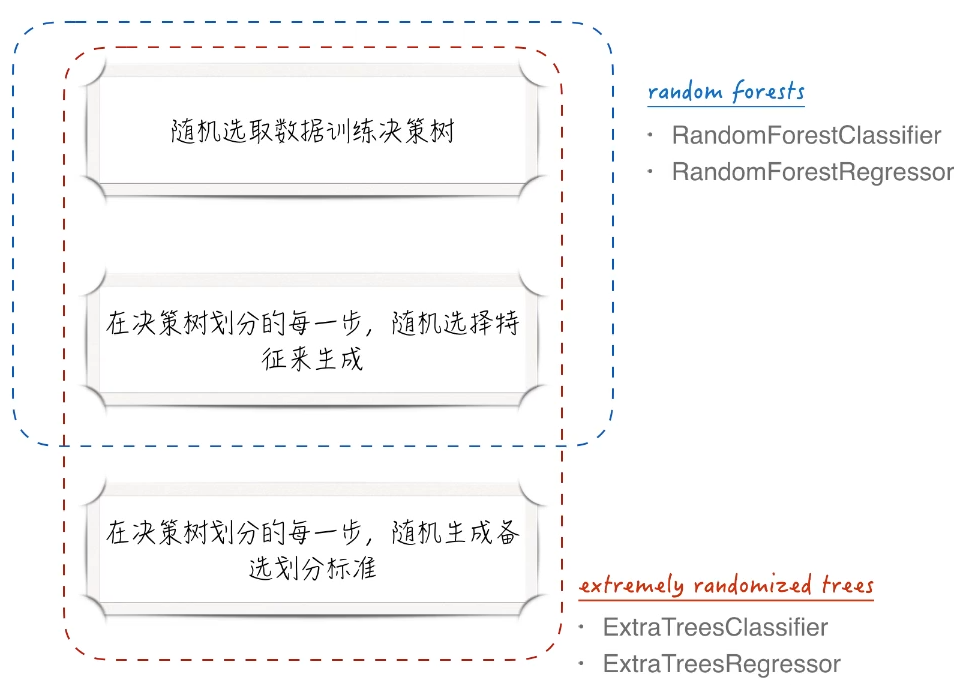 随机选取数据训练决策树
random forests
· RandomForestClassifier
· RandomForestRegressor
在决策树划分的每一步，随机选择特
征来生成
在决策树划分的每一步，随机生成备
选划分标准
extremely randomized trees
· ExtraTreesClassifier
· ExtraTreesRegressor